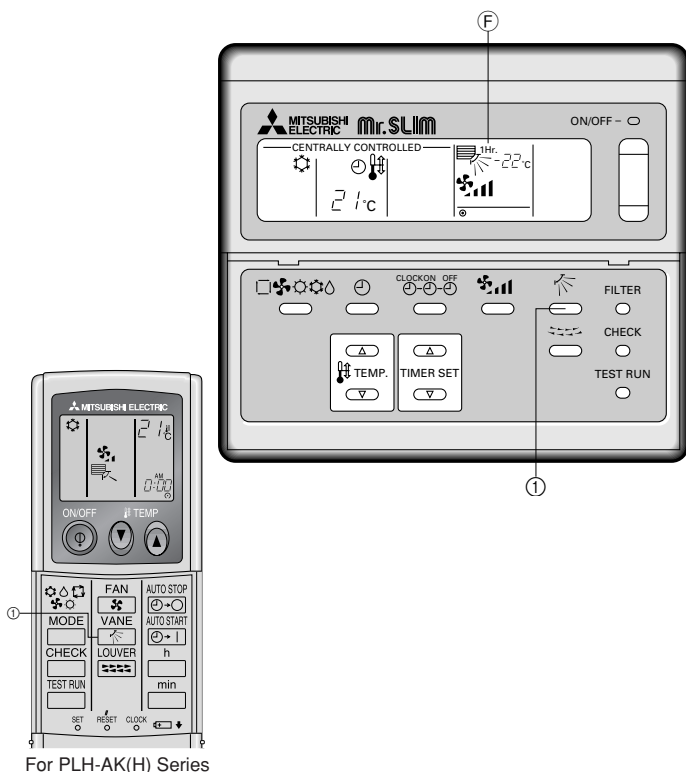 Ⓕ
MITSUBISHI ELECTRIC Mr.SLIM
ON/OFF
CENTRALLY CONTROLLED
1Hr.
-22°C
21°C
CLOCK ON OFF
FILTER
CHECK
TEMP. TIMER SET
TEST RUN
①
MITSUBISHI ELECTRIC
21°C
AM
0:00
ON/OFF TEMP
FAN AUTO STOP
MODE VANE AUTO START
①
CHECK LOUVER h
TEST RUN min
SET RESET CLOCK
For PLH-AK(H) Series